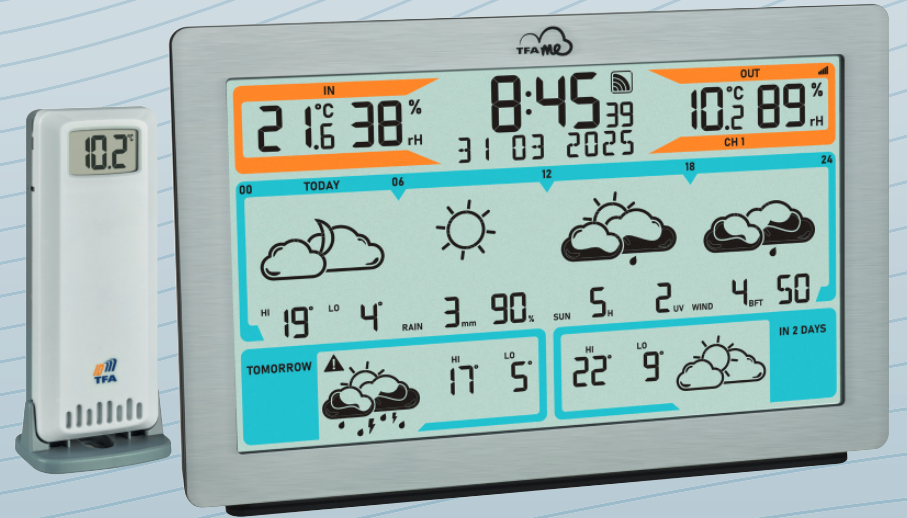 TFA me
IN
OUT
21.6 °C 38 % rH
8:45 39
10.2 °C 89 % rH
31 03 2025
CH 1
10.2 °C
00 TODAY 06 12 18 24
HI 19° LO 4° RAIN 3 mm 90 % SUN 5 H 2 UV WIND 4 BFT 50
TOMORROW
HI 17° LO 5°
HI 22° LO 9°
IN 2 DAYS
TFA